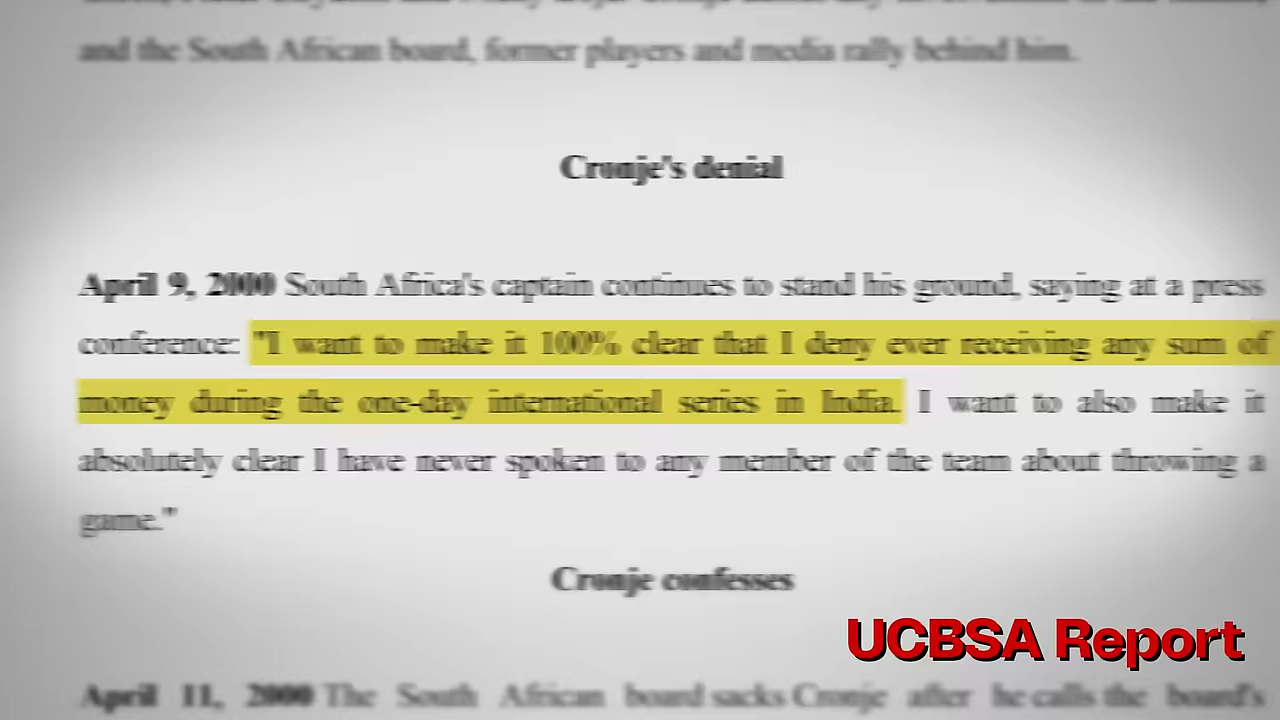 and the South African board, former players and media rally behind him.
Cronje's denial
April 9, 2000 South Africa's captain continues to stand his ground, saying at a press
conference: "I want to make it 100% clear that I deny ever receiving any sum of
money during the one-day international series in India. I want to also make it
absolutely clear I have never spoken to any member of the team about throwing a
game."
Cronje confesses
UCBSA Report
April 11, 2000 The South African board sacks Cronje after he calls the board's